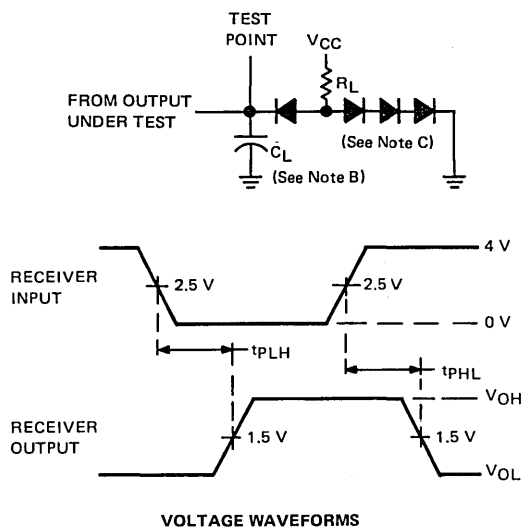 TEST
POINT
VCC
RL
FROM OUTPUT
UNDER TEST
(See Note C)
CL
(See Note B)
4 V
RECEIVER
INPUT
2.5 V
2.5 V
0 V
tPLH
tPHL
VOH
RECEIVER
OUTPUT
1.5 V
1.5 V
VOL
VOLTAGE WAVEFORMS